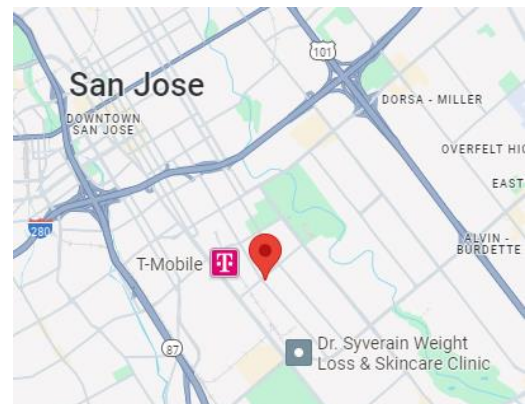 101
San Jose
DORSA - MILLER
DOWNTOWN
SAN JOSE
OVERFELT HIG
EAST
280
ALVIN -
BURDETTE
T-Mobile
T
87
Dr. Syverain Weight
Loss & Skincare Clinic